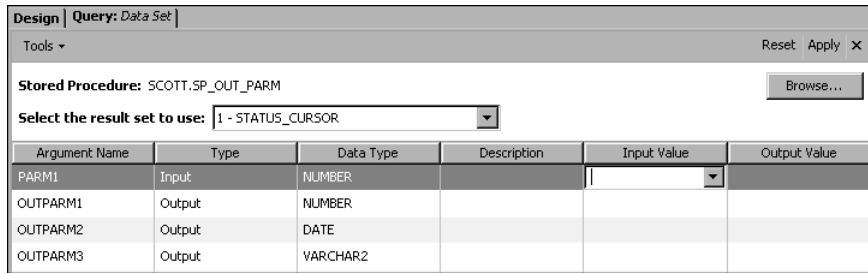 Design Query: Data Set
Tools Reset Apply
Stored Procedure: SCOTT.SP_OUT_PARM Browse...
Select the result set to use: 1 - STATUS_CURSOR
Argument Name Type Data Type Description Input Value Output Value
PARM1 Input NUMBER
OUTPARM1 Output NUMBER
OUTPARM2 Output DATE
OUTPARM3 Output VARCHAR2